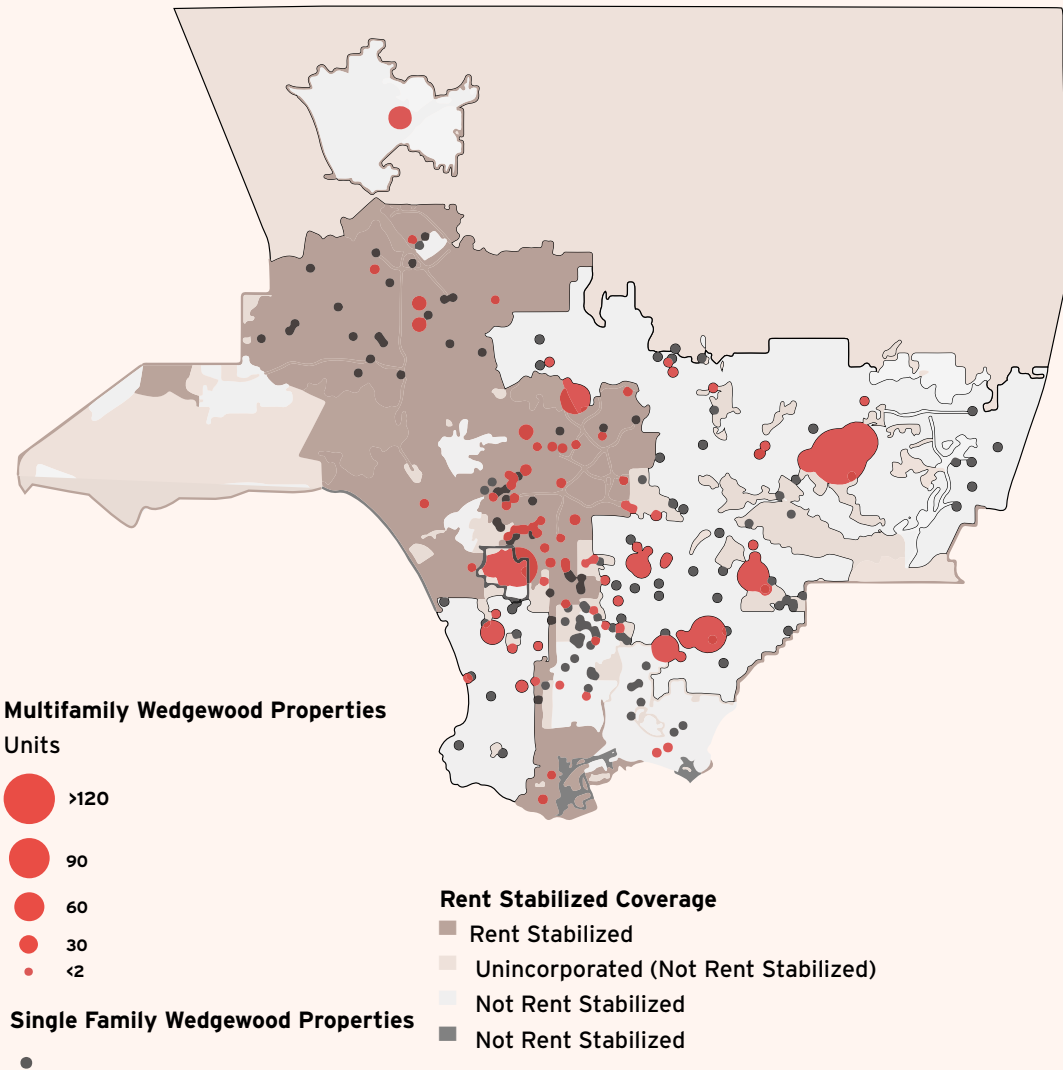 Multifamily Wedgewood Properties
Units
>120
90
60
30
<2
Single Family Wedgewood Properties
Rent Stabilized Coverage
Rent Stabilized
Unincorporated (Not Rent Stabilized)
Not Rent Stabilized
Not Rent Stabilized